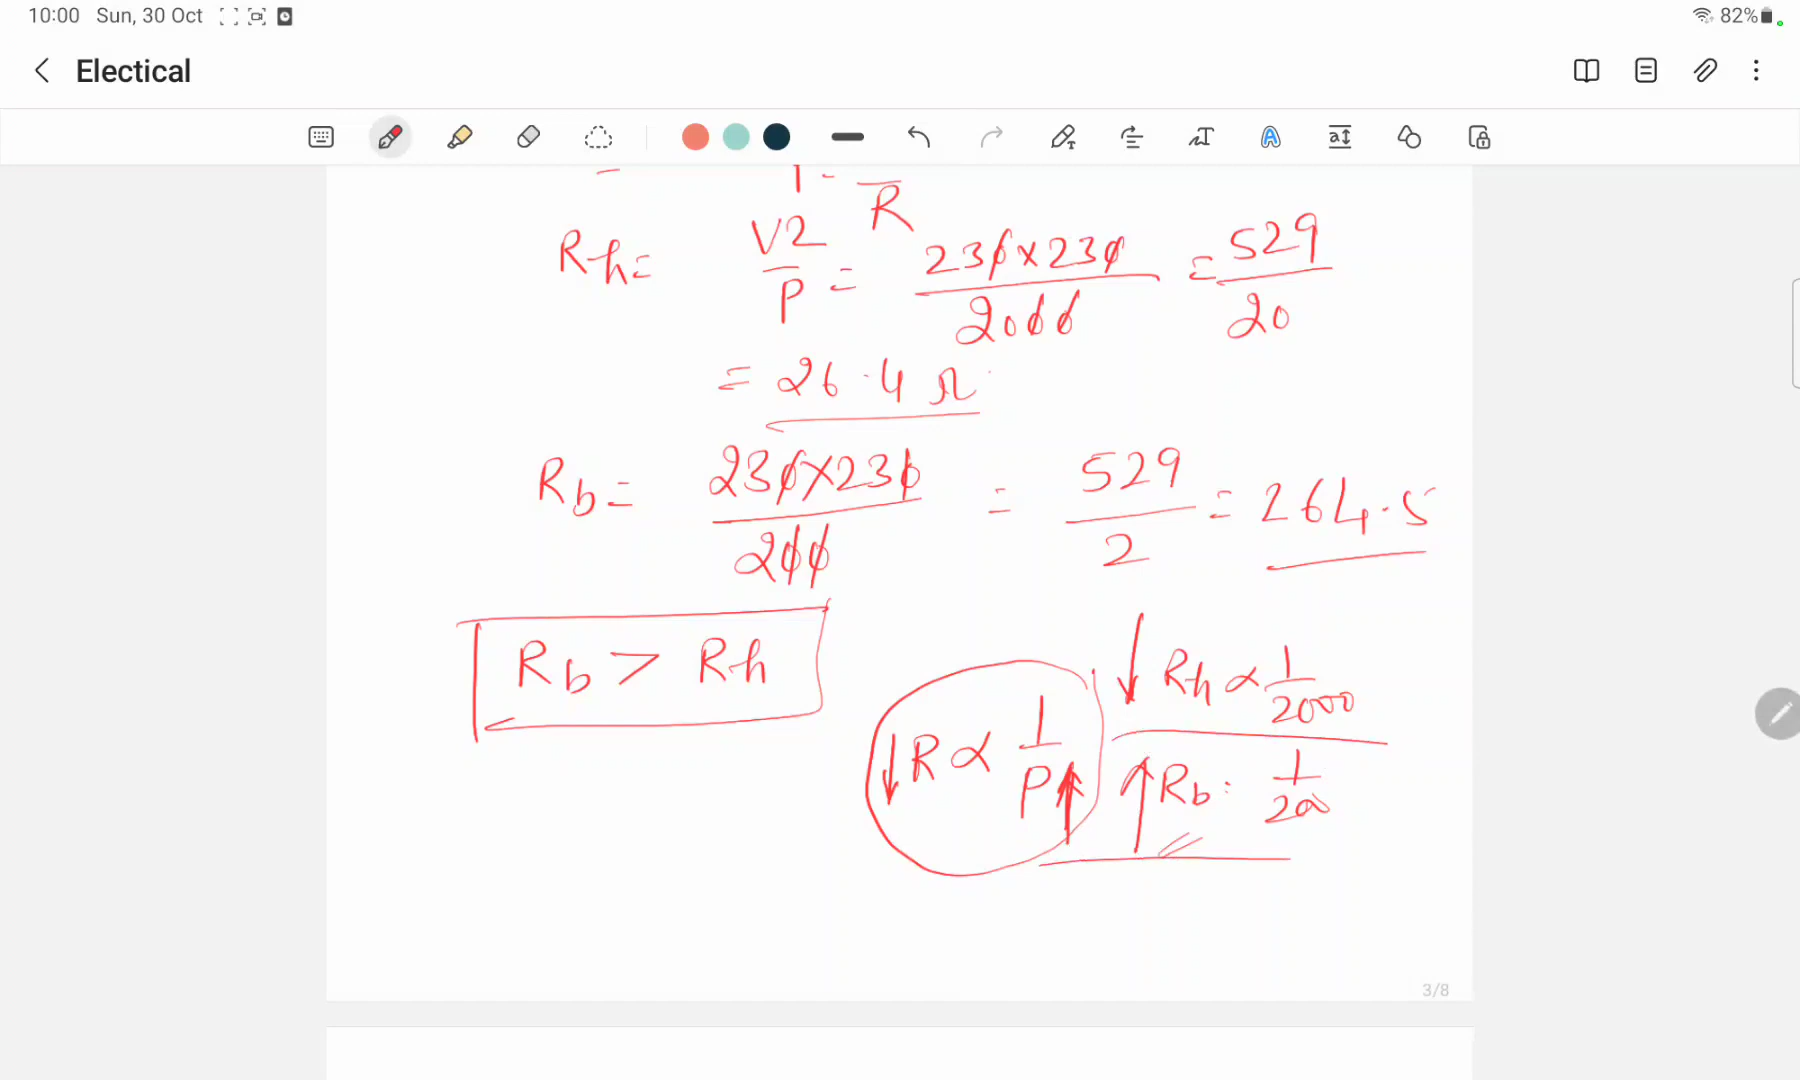 10:00 Sun, 30 Oct 82%
Electical
R
Rh= V2/P = 230x230/2000 = 529/20
= 26.4 Ω
Rb= 230x230/200 = 529/2 = 264.5
Rb > Rh
↓R ∝ 1/P↑
↓Rh ∝ 1/2000
↑Rb: 1/200
3/8